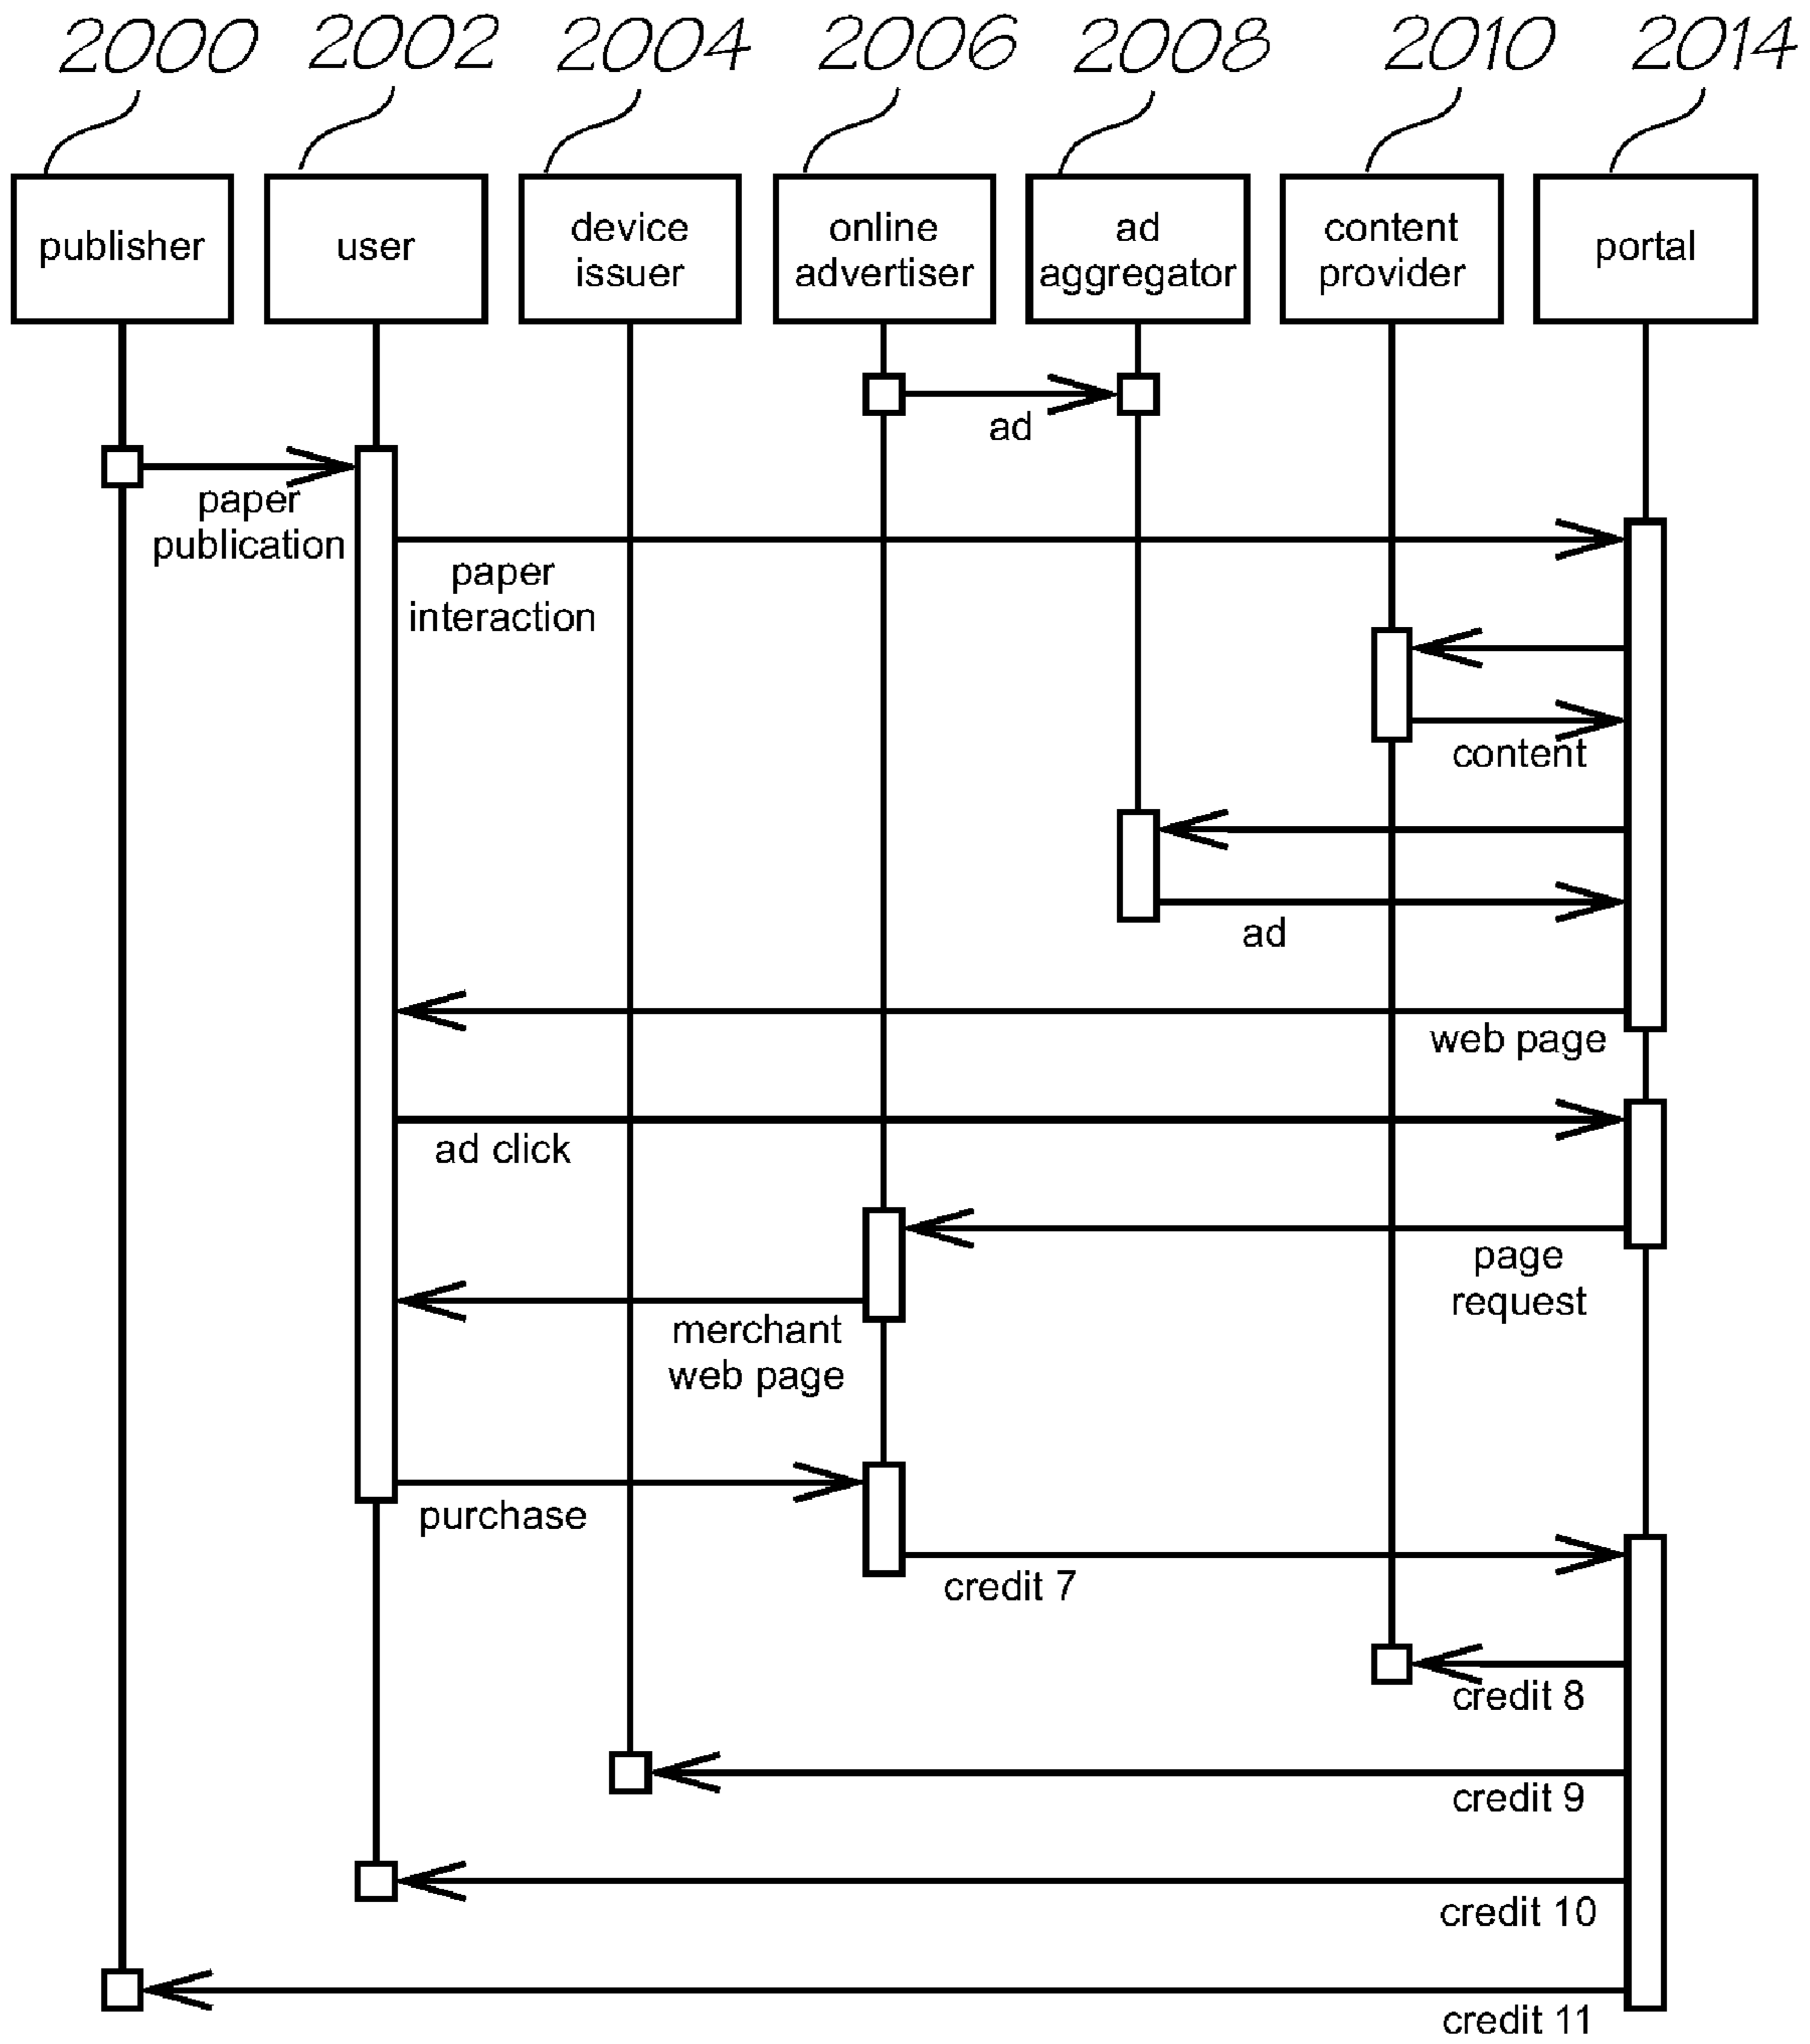 2000 2002 2004 2006 2008 2010 2014
publisher
user
device
issuer
online
advertiser
ad
aggregator
content
provider
portal
ad
paper
publication
paper
interaction
content
ad
web page
ad click
page
request
merchant
web page
purchase
credit 7
credit 8
credit 9
credit 10
credit 11